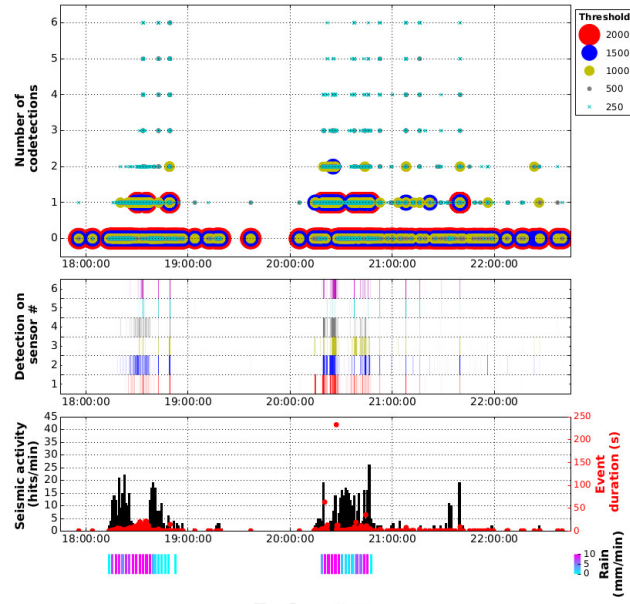 Threshold
2000
1500
1000
500
250
Number of
codetections
6
5
4
3
2
1
0
18:00:00 19:00:00 20:00:00 21:00:00 22:00:00
Detection on
sensor #
6
5
4
3
2
1
18:00:00 19:00:00 20:00:00 21:00:00 22:00:00
Seismic activity
(hits/min)
45
40
35
30
25
20
15
10
5
0
250
200
150
100
50
0
Event
duration (s)
18:00:00 19:00:00 20:00:00 21:00:00 22:00:00
10
5
0
Rain
(mm/min)